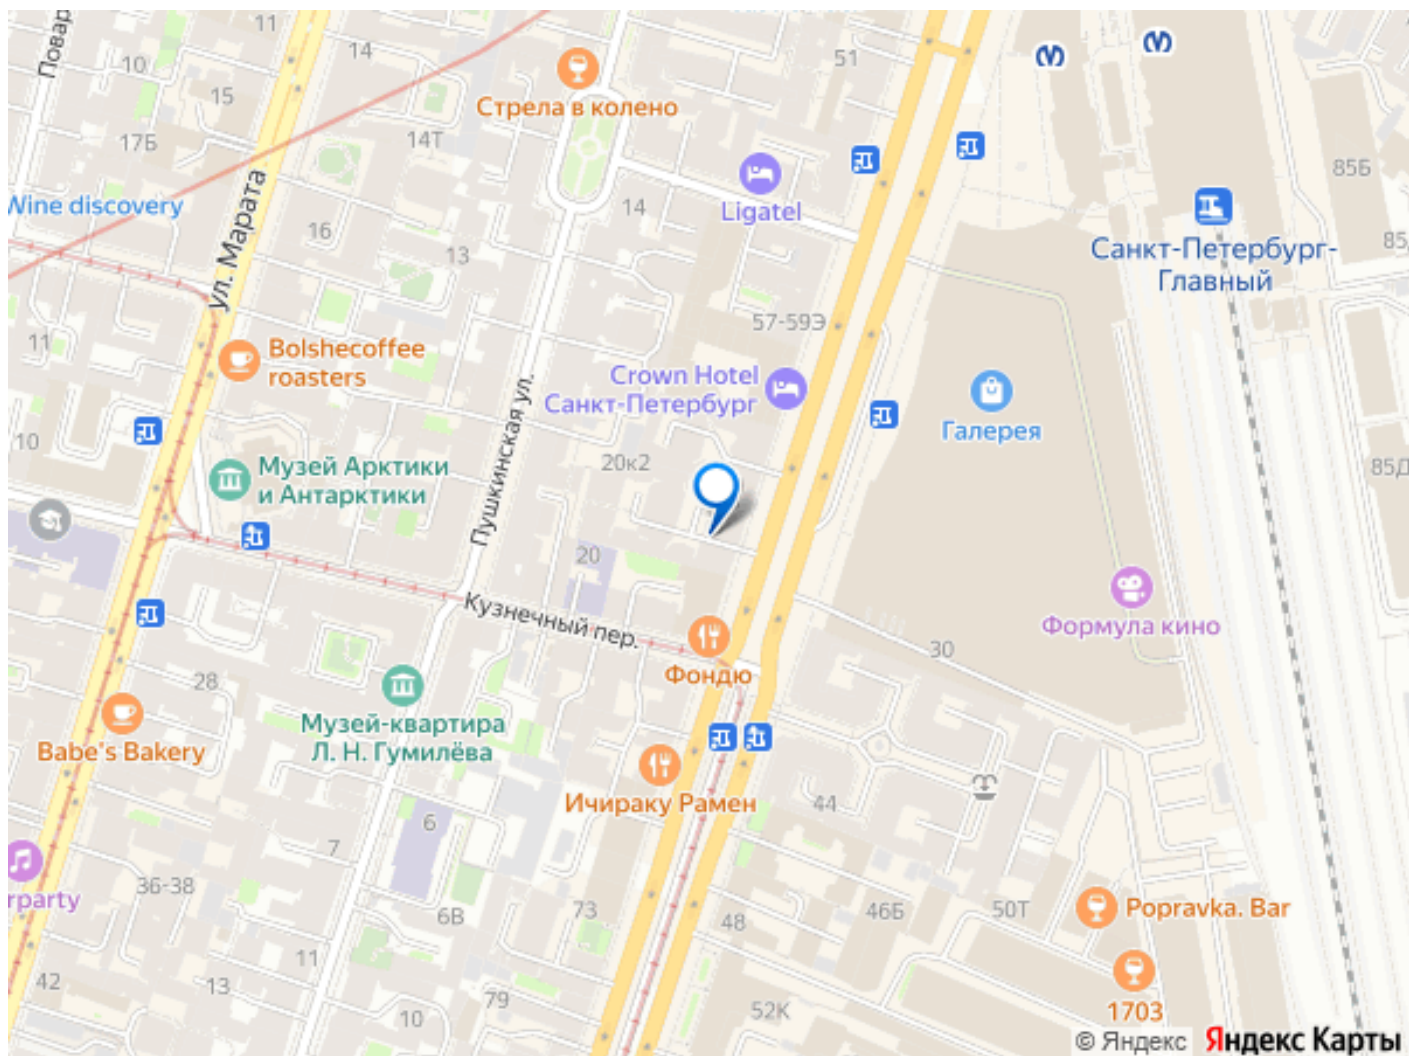 11
Повар
14
51
10
Стрела в колено
15
17Б
14Т
85Б
Wine discovery
ул. Марата
14
Ligatel
16
13
Санкт-Петербург-
Главный
85
57-59Э
11
Bolshecoffee
roasters
Crown Hotel
Санкт-Петербург
Пушкинская ул.
Галерея
10
20к2
Музей Арктики
и Антарктики
85Д
20
Кузнечный пер.
Формула кино
30
Фондю
28
Музей-квартира
Л. Н. Гумилёва
Babe's Bakery
Ичираку Рамен
44
6
7
36-38
rparty
6В
73
48
46Б
50Т
Popravka. Bar
11
42
13
79
10
52К
1703
© Яндекс Яндекс Карты